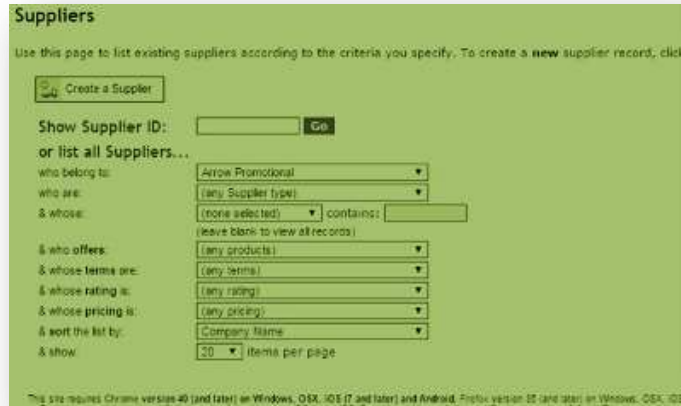 Suppliers
Use this page to list existing suppliers according to the criteria you specify. To create a new supplier record, clic
Create a Supplier
Show Supplier ID: Go
or list all Suppliers...
who belong to: Arrow Promotional
who are: (any Supplier type)
& whose: (none selected) contains:
(leave blank to view all records)
& who offers: (any products)
& whose terms are: (any terms)
& whose rating is: (any rating)
& whose pricing is: (any pricing)
& sort the list by: Company Name
& show: 20 items per page
This site requires Chrome version 49 (and later) on Windows, OSX, iOS (7 and later) and Android. Firefox version 35 (and later) on Windows, OSX, iOS